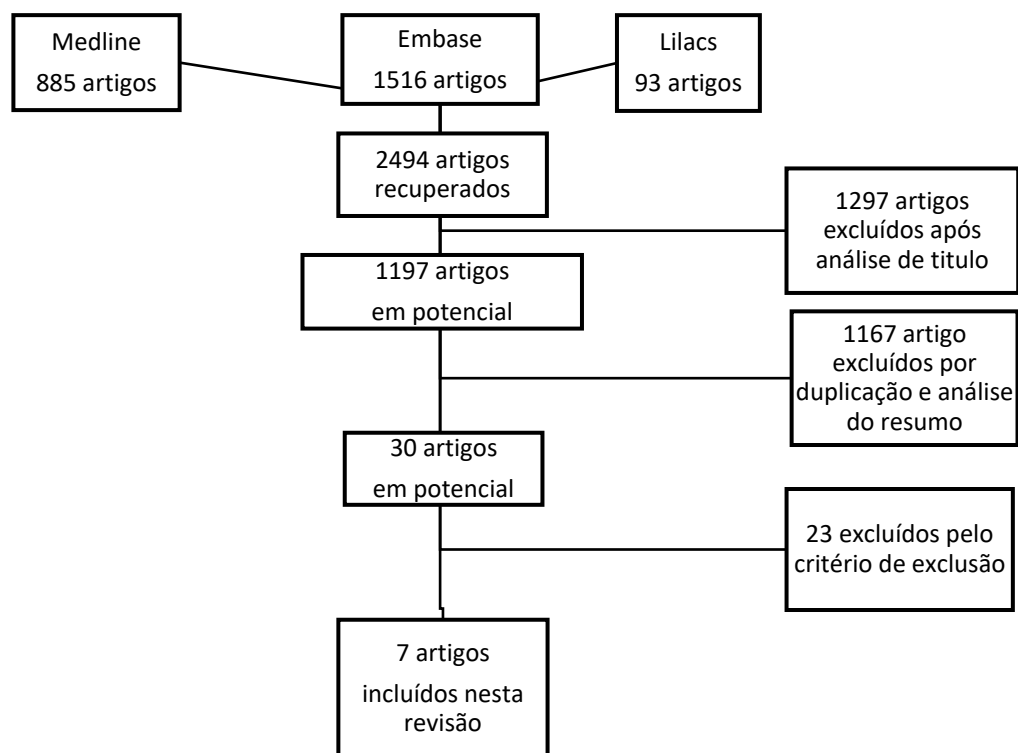 Medline
885 artigos
Embase
1516 artigos
Lilacs
93 artigos
2494 artigos
recuperados
1297 artigos
excluídos após
análise de titulo
1197 artigos
em potencial
1167 artigo
excluídos por
duplicação e análise
do resumo
30 artigos
em potencial
23 excluídos pelo
critério de exclusão
7 artigos
incluídos nesta
revisão